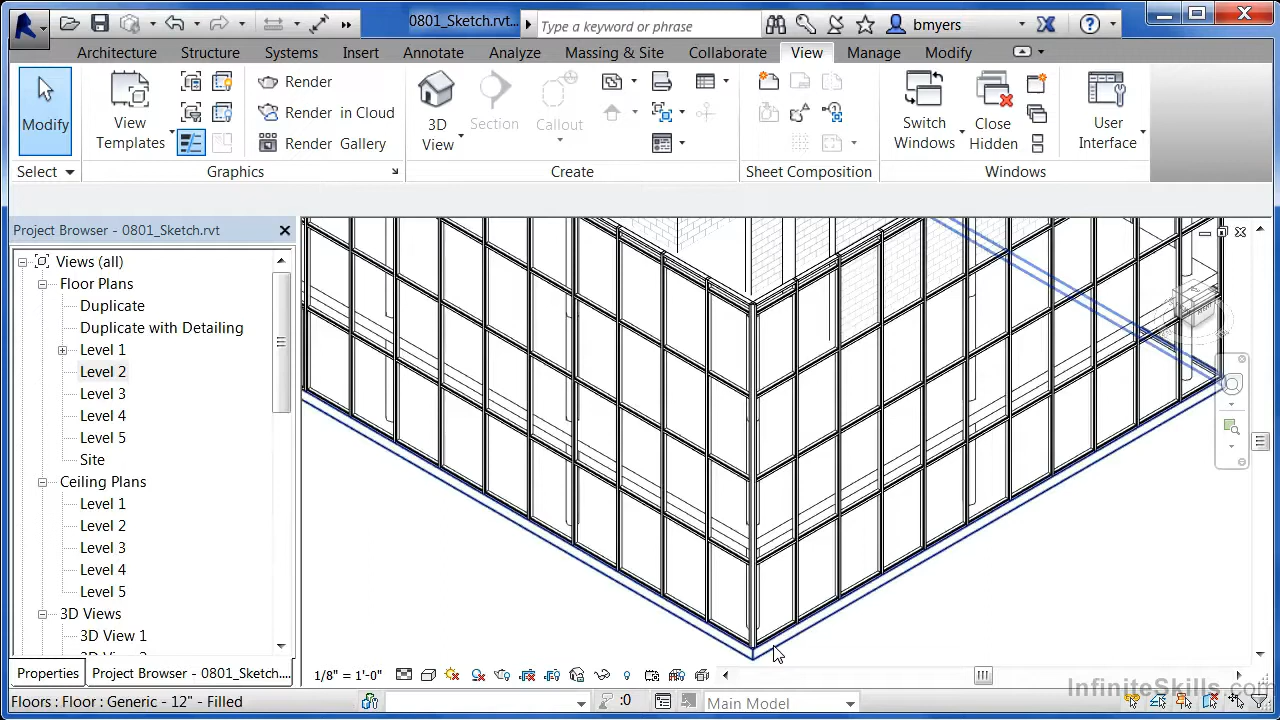 0801_Sketch.rvt...
Type a keyword or phrase
bmyers
Architecture Structure Systems Insert Annotate Analyze Massing & Site Collaborate View Manage Modify
Modify
View
Templates
Render
Render in Cloud
Render Gallery
3D
View
Section
Callout
Switch
Windows
Close
Hidden
User
Interface
Select Graphics Create Sheet Composition Windows
Project Browser - 0801_Sketch.rvt
Views (all)
Floor Plans
Duplicate
Duplicate with Detailing
Level 1
Level 2
Level 3
Level 4
Level 5
Site
Ceiling Plans
Level 1
Level 2
Level 3
Level 4
Level 5
3D Views
3D View 1
Properties Project Browser - 0801_Sketch....
1/8" = 1'-0"
InfiniteSkills.com
Floors : Floor : Generic - 12" - Filled
:0
Main Model